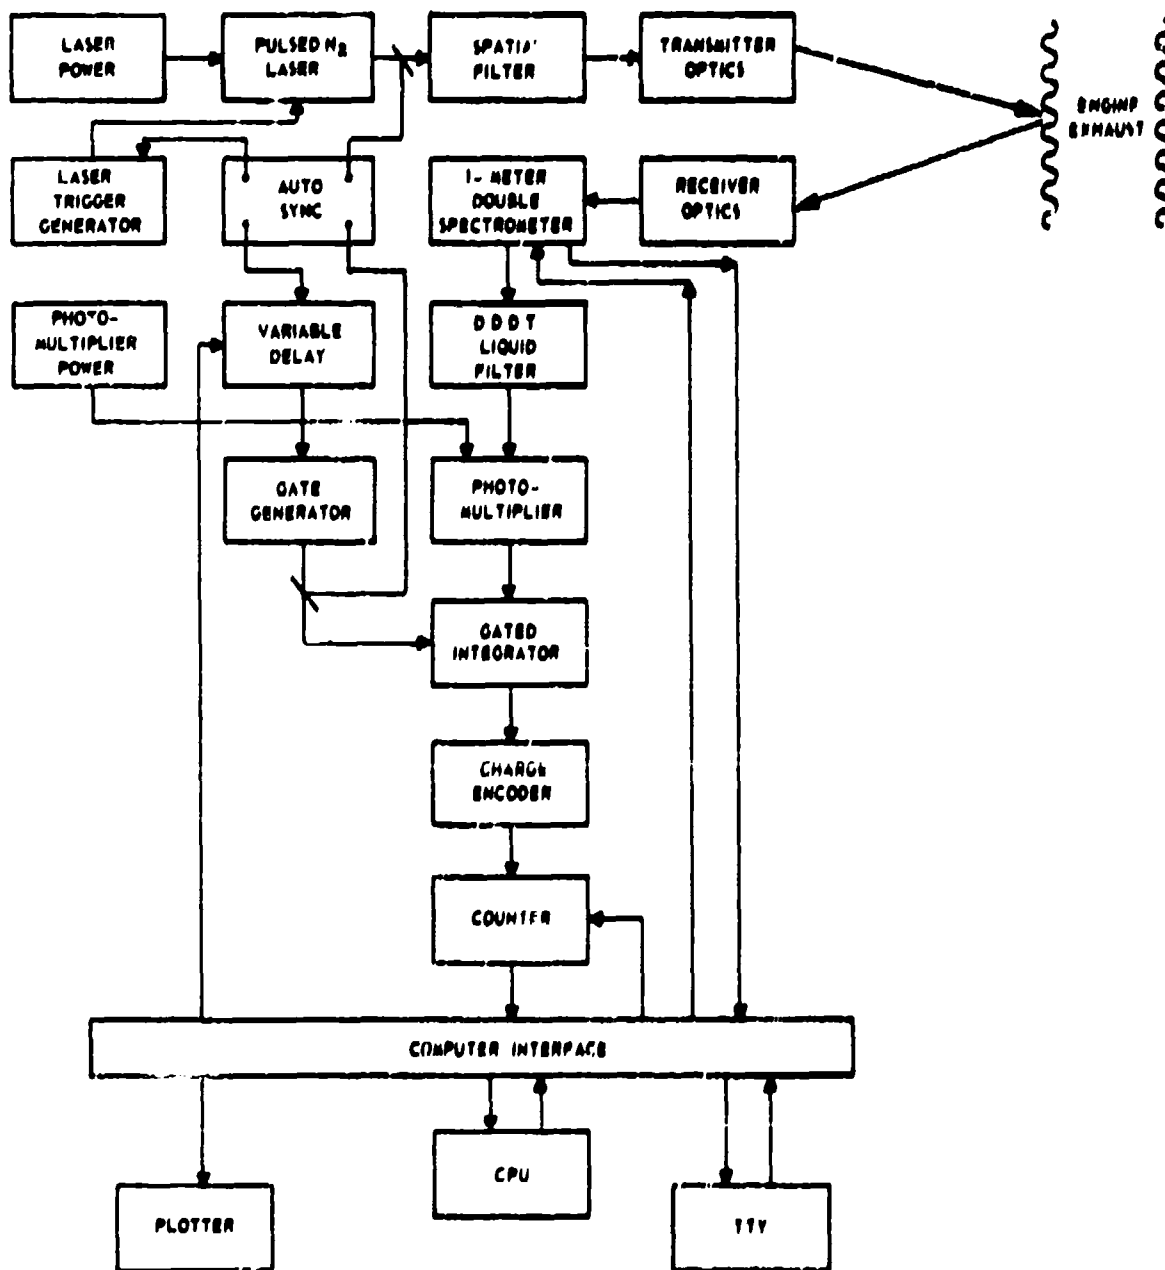 LASER
POWER
PULSED N2
LASER
SPATIA'
FILTER
TRANSMITTER
OPTICS
ENGINE
EXHAUST
LASER
TRIGGER
GENERATOR
AUTO
SYNC
1-METER
DOUBLE
SPECTROMETER
RECEIVER
OPTICS
PHOTO-
MULTIPLIER
POWER
VARIABLE
DELAY
DDDT
LIQUID
FILTER
GATE
GENERATOR
PHOTO-
MULTIPLIER
GATED
INTEGRATOR
CHARGE
ENCODER
COUNTER
COMPUTER INTERFACE
CPU
PLOTTER
TTY